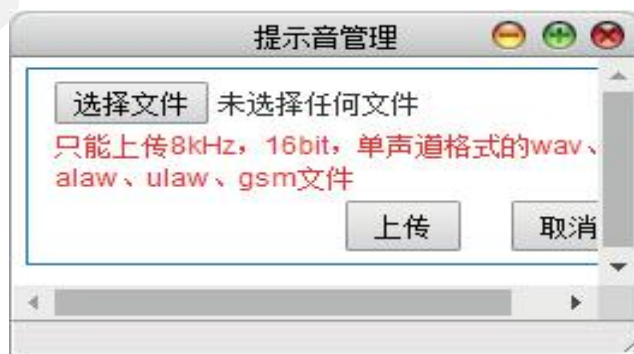 提示音管理
选择文件 未选择任何文件
只能上传8kHz，16bit，单声道格式的wav、
alaw、ulaw、gsm文件
上传 取消